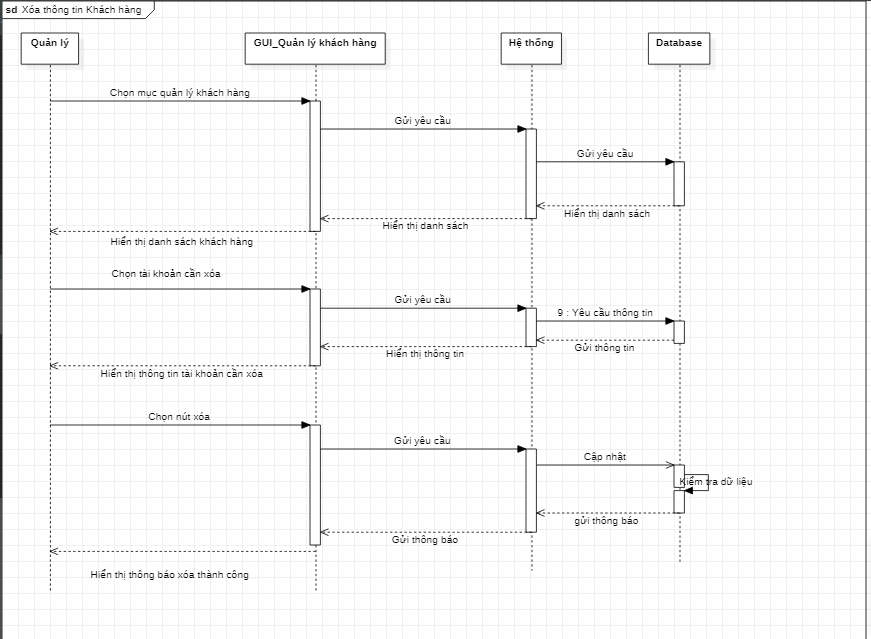 sd Xóa thông tin Khách hàng
Quản lý
GUI_Quản lý khách hàng
Hệ thống
Database
Chọn mục quản lý khách hàng
Gửi yêu cầu
Gửi yêu cầu
Hiển thị danh sách
Hiển thị danh sách
Hiển thị danh sách khách hàng
Chọn tài khoản cần xóa
Gửi yêu cầu
9 : Yêu cầu thông tin
Gửi thông tin
Hiển thị thông tin
Hiển thị thông tin tài khoản cần xóa
Chọn nút xóa
Gửi yêu cầu
Cập nhật
Kiểm tra dữ liệu
gửi thông báo
Gửi thông báo
Hiển thị thông báo xóa thành công